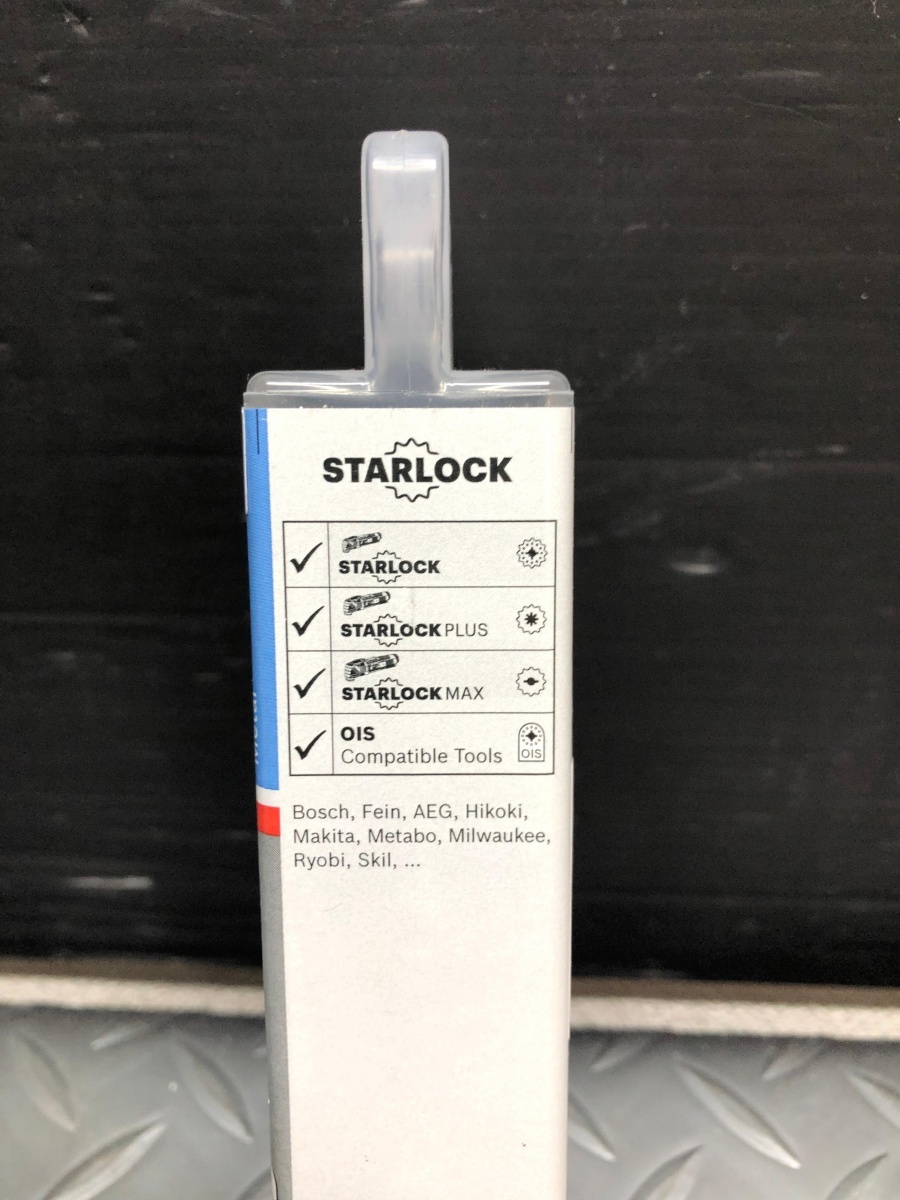 STARLOCK
STARLOCK
STARLOCK PLUS
STARLOCK MAX
OIS
Compatible Tools
OIS
Bosch, Fein, AEG, Hikoki,
Makita, Metabo, Milwaukee,
Ryobi, Skil, ...